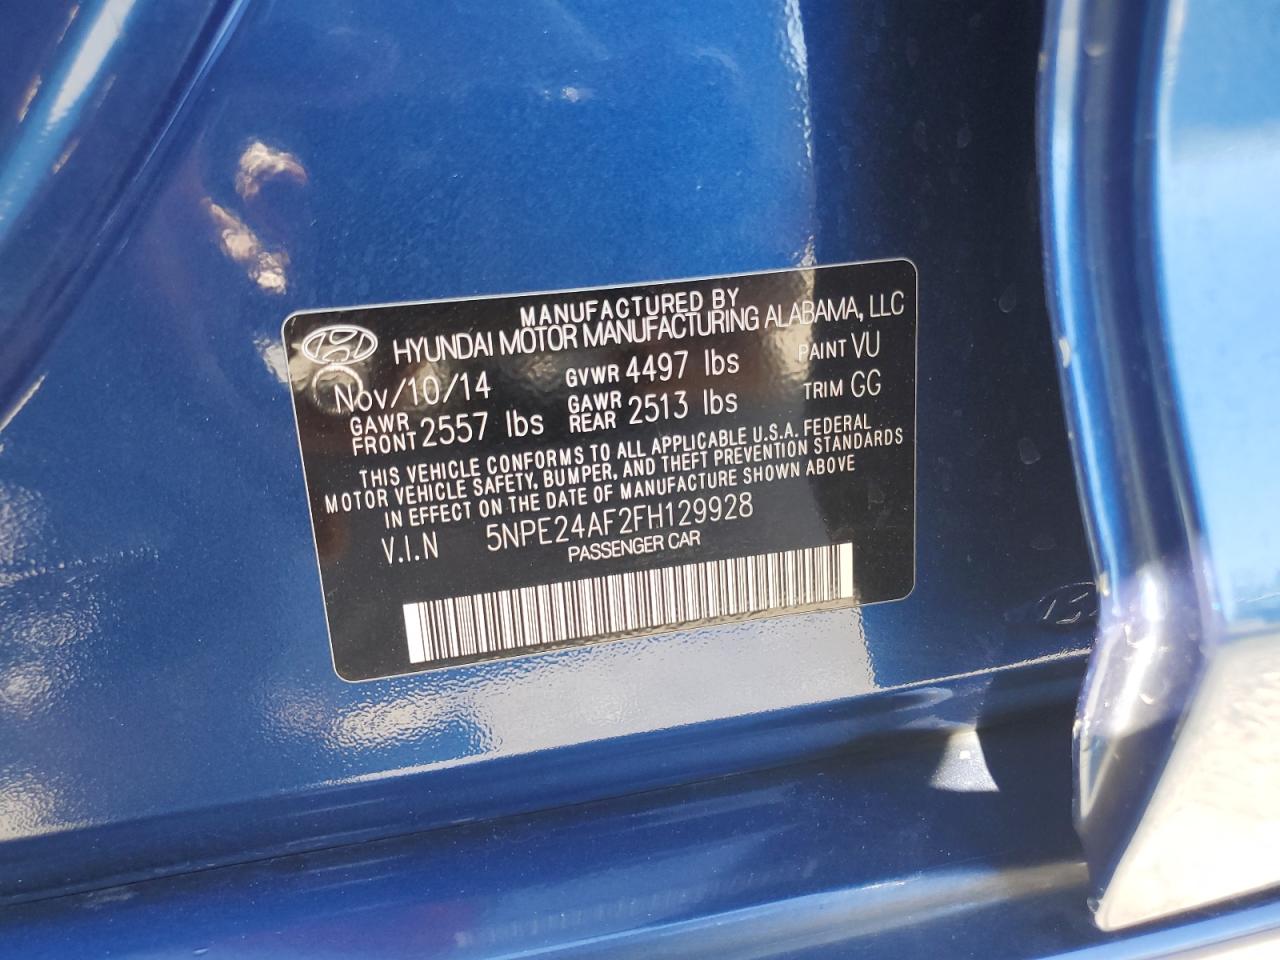 MANUFACTURED BY
HYUNDAI MOTOR MANUFACTURING ALABAMA, LLC
Nov/10/14 GVWR 4497 lbs PAINT VU
GAWR FRONT 2557 lbs GAWR REAR 2513 lbs TRIM GG
THIS VEHICLE CONFORMS TO ALL APPLICABLE U.S.A. FEDERAL
MOTOR VEHICLE SAFETY, BUMPER, AND THEFT PREVENTION STANDARDS
IN EFFECT ON THE DATE OF MANUFACTURE SHOWN ABOVE
V.I.N 5NPE24AF2FH129928
PASSENGER CAR